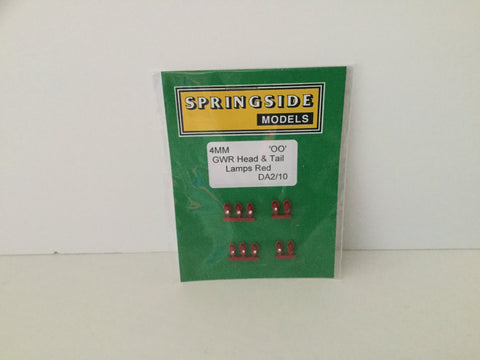 SPRINGSIDE
MODELS
4MM 'OO'
GWR Head & Tail
Lamps Red
DA2/10